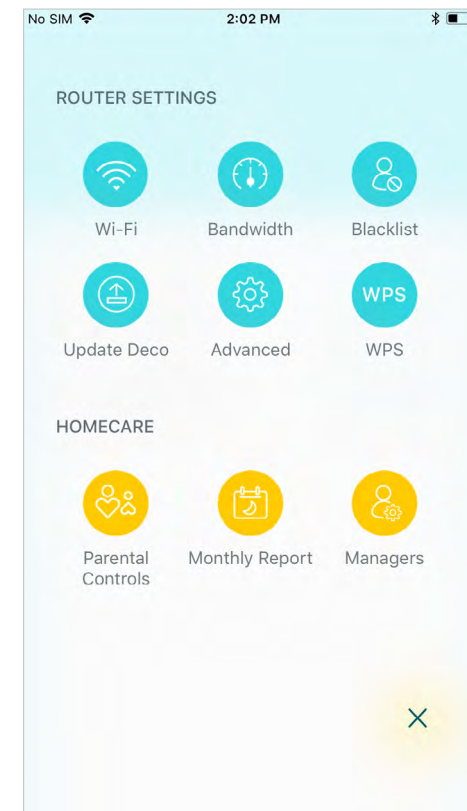 No SIM 2:02 PM
ROUTER SETTINGS
Wi-Fi Bandwidth Blacklist
WPS
Update Deco Advanced WPS
HOMECARE
Parental Monthly Report Managers
Controls